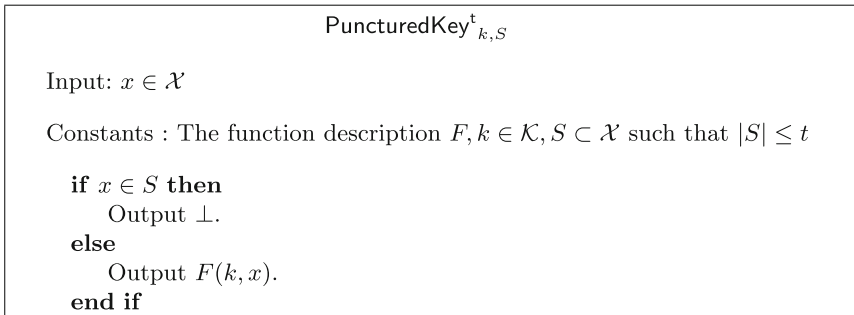 PuncturedKey^t_{k,S}
Input: x ∈ 𝒳
Constants : The function description F, k ∈ 𝒦, S ⊂ 𝒳 such that |S| ≤ t
if x ∈ S then
Output ⊥.
else
Output F(k, x).
end if